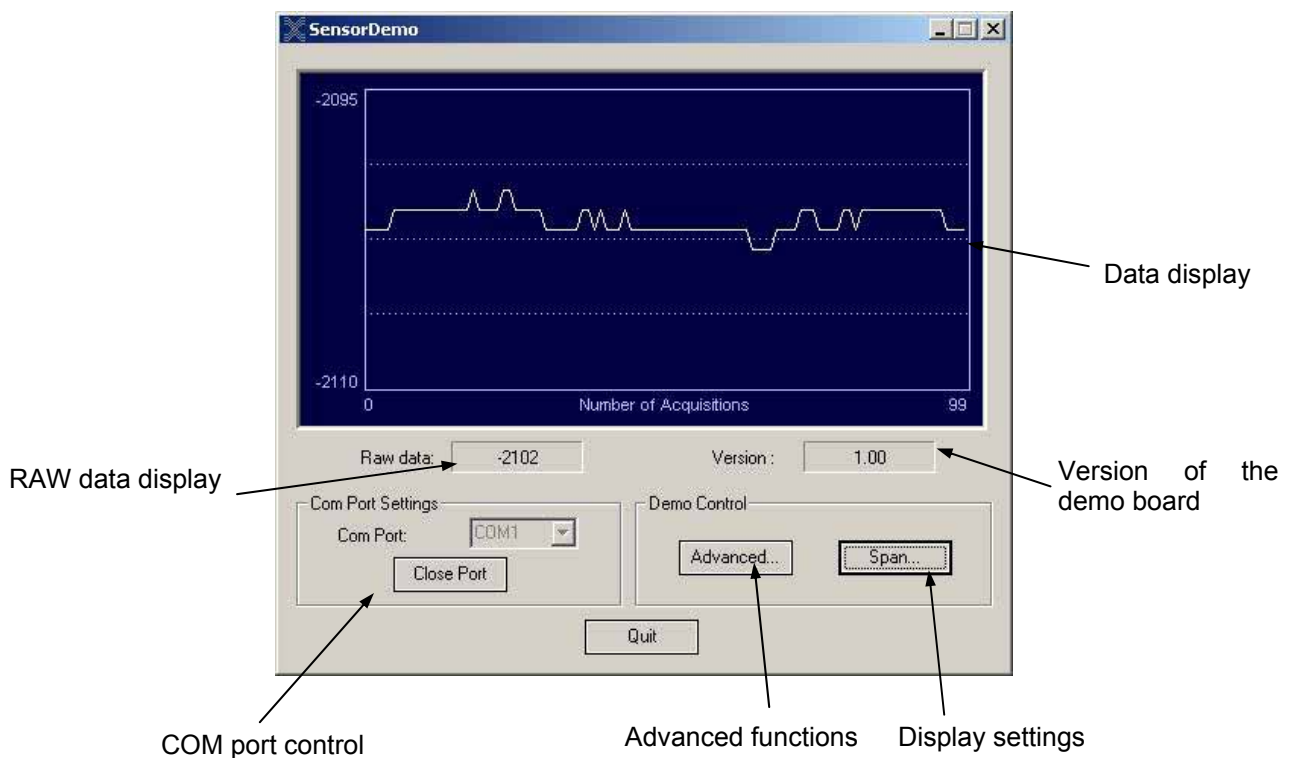 SensorDemo
-2095
-2110
0 Number of Acquisitions 99
Data display
Raw data: -2102 Version : 1.00
RAW data display
Version of the
demo board
Com Port Settings
Com Port: COM1
Close Port
Demo Control
Advanced... Span...
Quit
COM port control
Advanced functions
Display settings